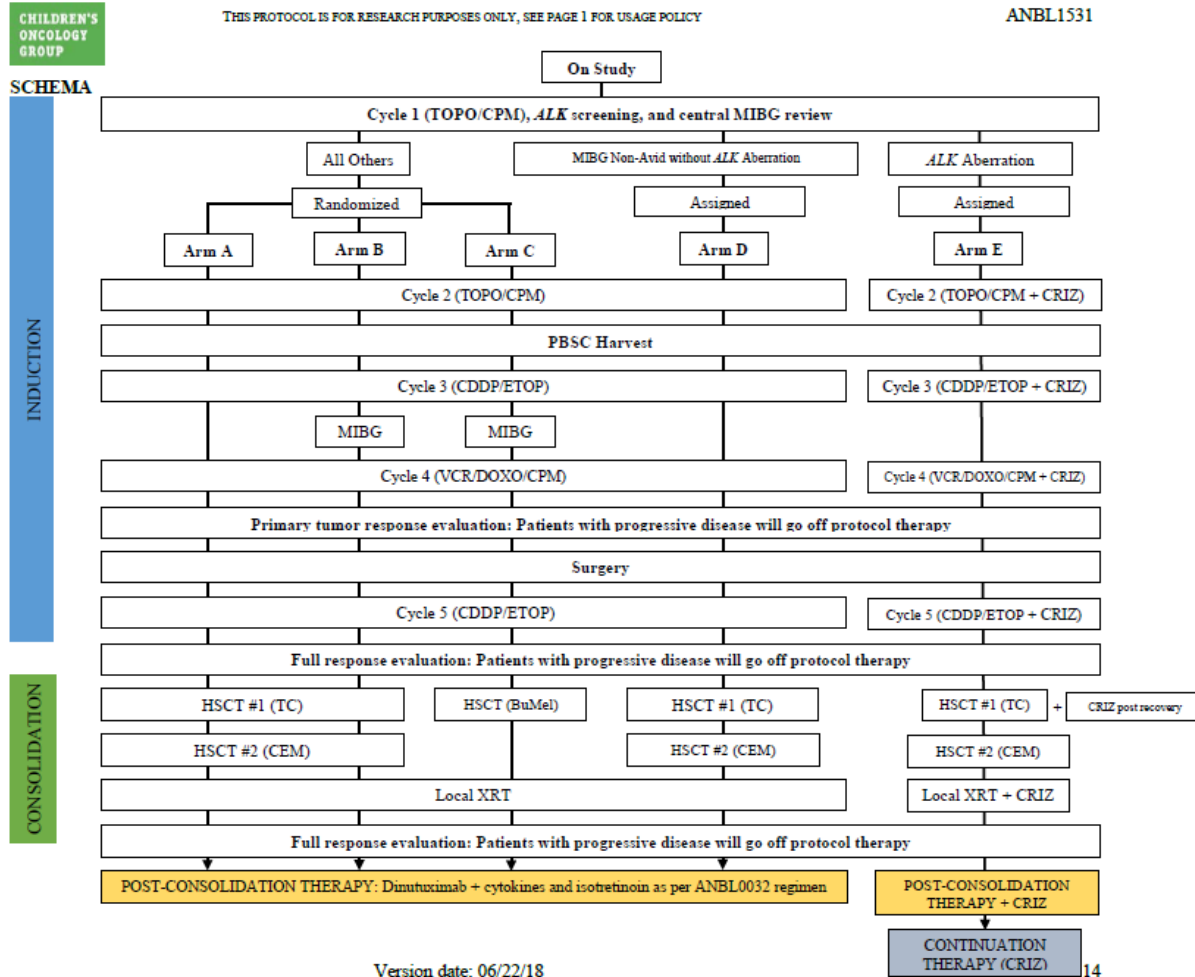 CHILDREN'S
ONCOLOGY
GROUP
THIS PROTOCOL IS FOR RESEARCH PURPOSES ONLY, SEE PAGE 1 FOR USAGE POLICY
ANBL1531
SCHEMA
On Study
INDUCTION
Cycle 1 (TOPO/CPM), ALK screening, and central MIBG review
All Others
MIBG Non-Avid without ALK Aberration
ALK Aberration
Randomized
Assigned
Assigned
Arm A
Arm B
Arm C
Arm D
Arm E
Cycle 2 (TOPO/CPM)
Cycle 2 (TOPO/CPM + CRIZ)
PBSC Harvest
Cycle 3 (CDDP/ETOP)
Cycle 3 (CDDP/ETOP + CRIZ)
MIBG
MIBG
Cycle 4 (VCR/DOXO/CPM)
Cycle 4 (VCR/DOXO/CPM + CRIZ)
Primary tumor response evaluation: Patients with progressive disease will go off protocol therapy
Surgery
Cycle 5 (CDDP/ETOP)
Cycle 5 (CDDP/ETOP + CRIZ)
Full response evaluation: Patients with progressive disease will go off protocol therapy
CONSOLIDATION
HSCT #1 (TC)
HSCT (BuMel)
HSCT #1 (TC)
HSCT #1 (TC)
+
CRIZ post recovery
HSCT #2 (CEM)
HSCT #2 (CEM)
HSCT #2 (CEM)
Local XRT
Local XRT + CRIZ
Full response evaluation: Patients with progressive disease will go off protocol therapy
POST-CONSOLIDATION THERAPY: Dinutuximab + cytokines and isotretinoin as per ANBL0032 regimen
POST-CONSOLIDATION
THERAPY + CRIZ
CONTINUATION
THERAPY (CRIZ)
Version date: 06/22/18
14